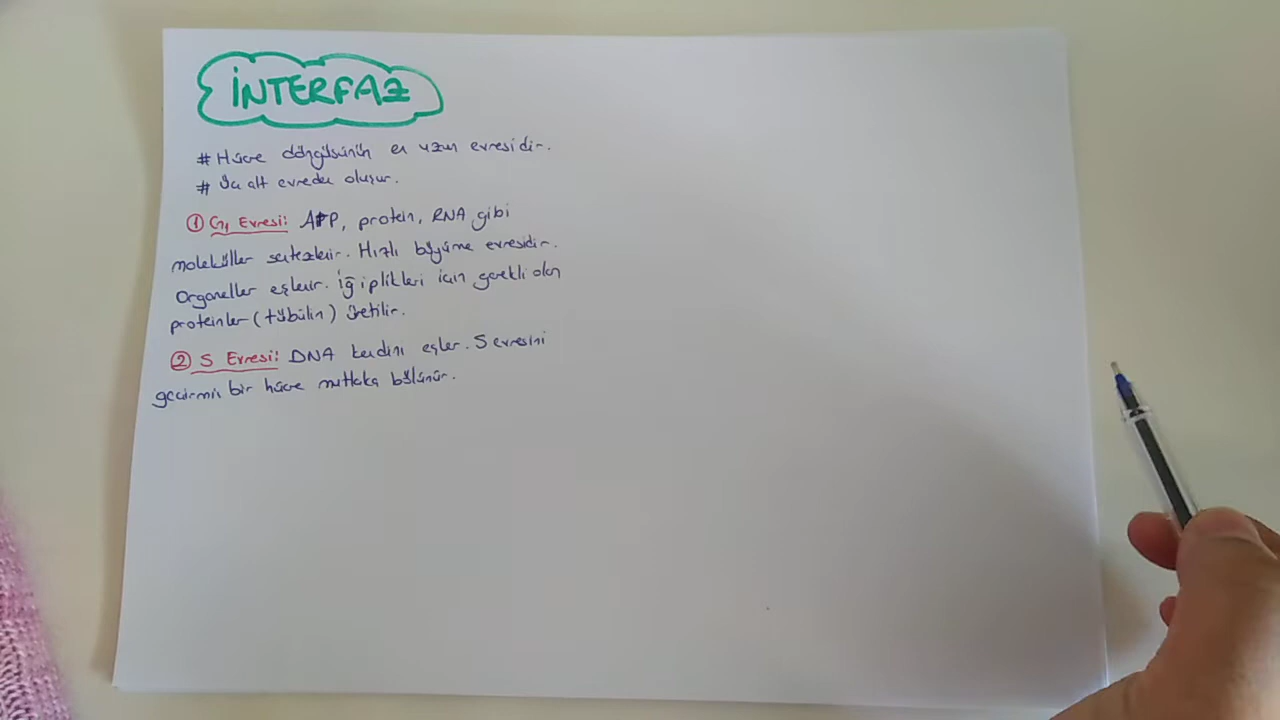 İNTERFAZ
# Hücre döngüsünün en uzun evresidir.
# Üç alt evreden oluşur.
① G₁ Evresi: ATP, protein, RNA gibi
moleküller sentezlenir. Hızlı büyüme evresidir.
Organeller eşlenir. İğ iplikleri için gerekli olan
proteinler (tübülin) üretilir.
② S Evresi: DNA kendini eşler. S evresini
geçirmiş bir hücre mutlaka bölünür.